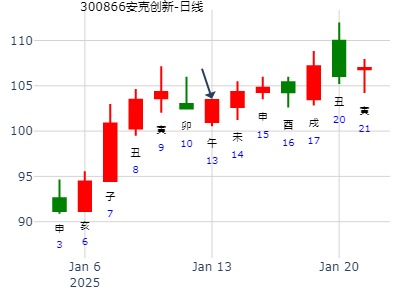 300866安克创新-日线
110
105
100
95
90
申
3
亥
6
子
7
丑
8
寅
9
卯
10
午
13
未
14
申
15
酉
16
戌
17
丑
20
寅
21
Jan 6
2025
Jan 13
Jan 20